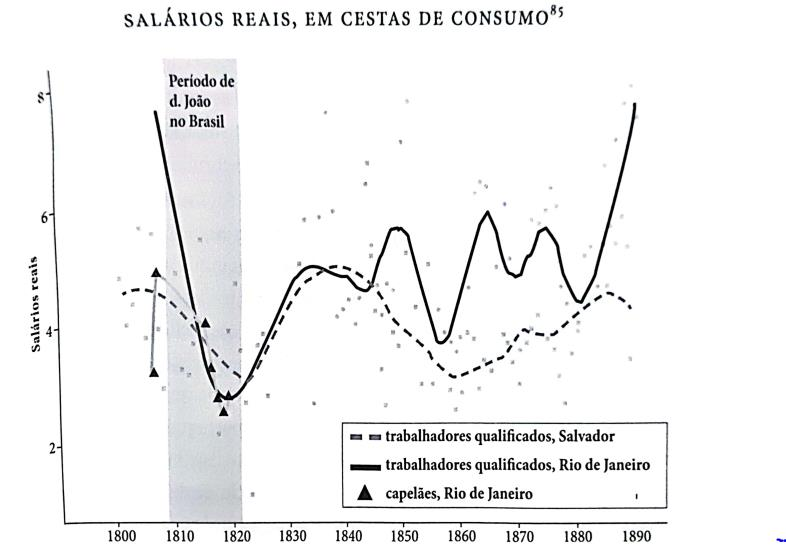 SALÁRIOS REAIS, EM CESTAS DE CONSUMO⁸⁵
Período de
d. João
no Brasil
8
6
4
2
Salários reais
trabalhadores qualificados, Salvador
trabalhadores qualificados, Rio de Janeiro
capelães, Rio de Janeiro
1800 1810 1820 1830 1840 1850 1860 1870 1880 1890